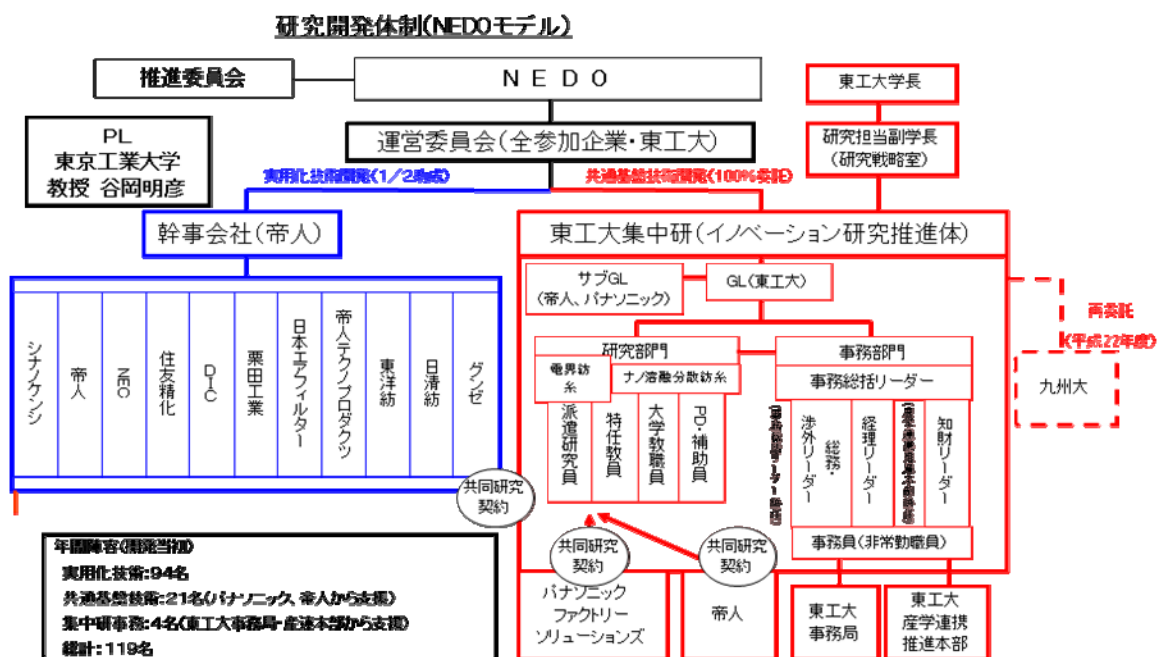 研究開発体制(NEDOモデル)
推進委員会
NEDO
東工大学長
PL
東京工業大学
教授 谷岡明彦
運営委員会(全参加企業・東工大)
研究担当副学長
(研究戦略室)
実用化技術開発(1/2助成)
共通基盤技術開発(100%委託)
幹事会社(帝人)
東工大集中研(イノベーション研究推進体)
サブGL
(帝人、パナソニック)
GL(東工大)
再委託
(平成22年度)
九州大
シナノケンシ
帝人
NEC
住友精化
DIC
栗田工業
日本エアフィルター
帝人テクノプロダクツ
東洋紡
日清紡
グンゼ
研究部門
電界紡
糸
ナノ溶融分散紡糸
派遣研究員
特任教員
大学教職員
PD・補助員
事務部門
事務総括リーダー
渉外リーダー
総務・
経理リーダー
知財リーダー
事務員(非常勤職員)
共同研究
契約
共同研究
契約
共同研究
契約
パナソニック
ファクトリー
ソリューションズ
帝人
東工大
事務局
東工大
産学連携
推進本部
年間陣容(開発当初)
実用化技術:94名
共通基盤技術:21名(パナソニック、帝人から支援)
集中研事務:4名(東工大事務局・産連本部から支援)
総計:119名